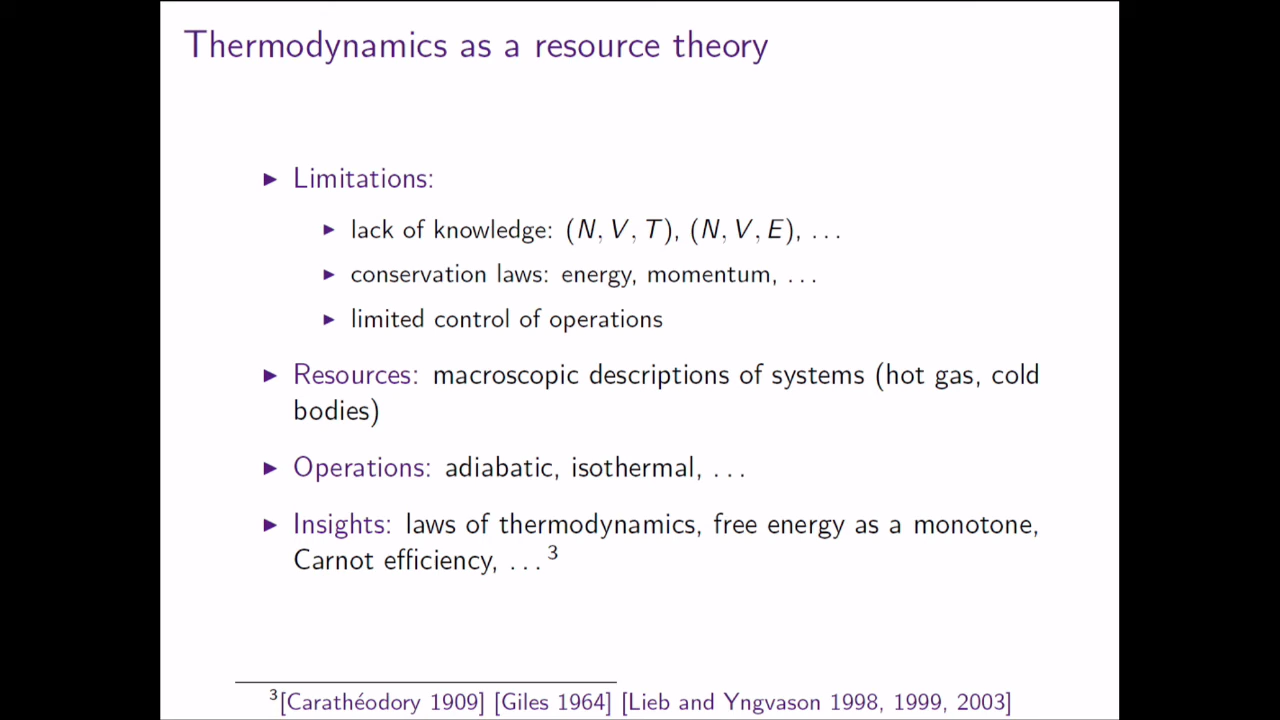 Thermodynamics as a resource theory
▶ Limitations:
▶ lack of knowledge: (N, V, T), (N, V, E), ...
▶ conservation laws: energy, momentum, ...
▶ limited control of operations
▶ Resources: macroscopic descriptions of systems (hot gas, cold
bodies)
▶ Operations: adiabatic, isothermal, ...
▶ Insights: laws of thermodynamics, free energy as a monotone,
Carnot efficiency, ...³
³[Carathéodory 1909] [Giles 1964] [Lieb and Yngvason 1998, 1999, 2003]